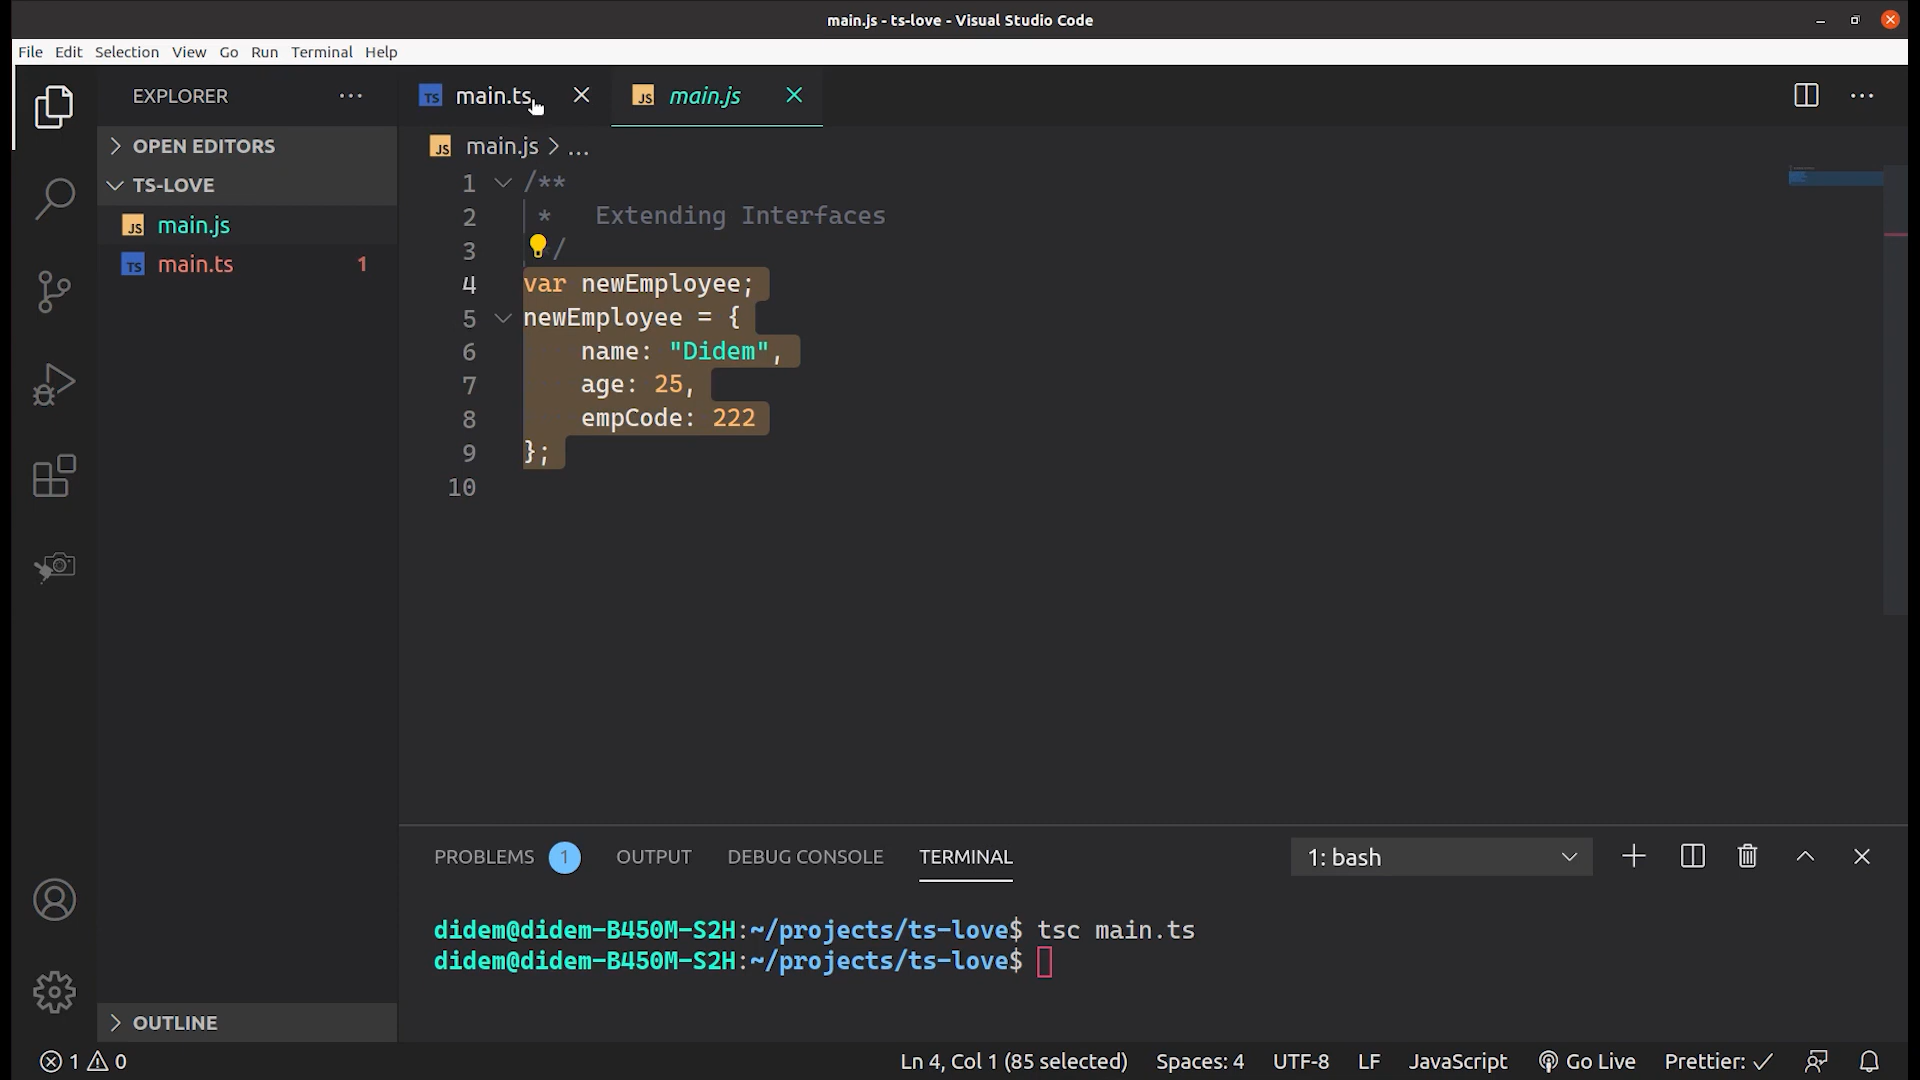 main.js - ts-love - Visual Studio Code
File Edit Selection View Go Run Terminal Help
EXPLORER
TS main.ts
JS main.js
OPEN EDITORS
JS main.js > ...
TS-LOVE
JS main.js
TS main.ts 1
1 /**
2 * Extending Interfaces
3 */
4 var newEmployee;
5 newEmployee = {
6 name: "Didem",
7 age: 25,
8 empCode: 222
9 };
10
PROBLEMS 1 OUTPUT DEBUG CONSOLE TERMINAL 1: bash
didem@didem-B450M-S2H:~/projects/ts-love$ tsc main.ts
didem@didem-B450M-S2H:~/projects/ts-love$
OUTLINE
1 0 Ln 4, Col 1 (85 selected) Spaces: 4 UTF-8 LF JavaScript Go Live Prettier: ✓